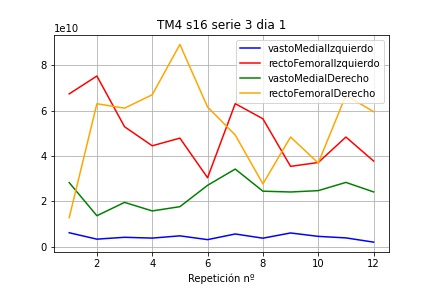 TM4 s16 serie 3 dia 1
1e10
vastoMedialIzquierdo
rectoFemoralIzquierdo
vastoMedialDerecho
rectoFemoralDerecho
8
6
4
2
0
2 4 6 8 10 12
Repetición nº